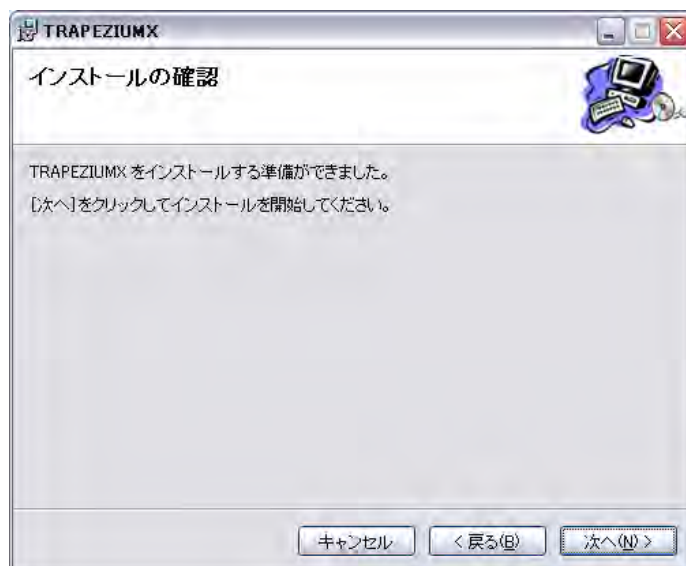 TRAPEZIUMX
インストールの確認
TRAPEZIUMX をインストールする準備ができました。
[次へ]をクリックしてインストールを開始してください。
キャンセル
< 戻る(B)
次へ(N) >